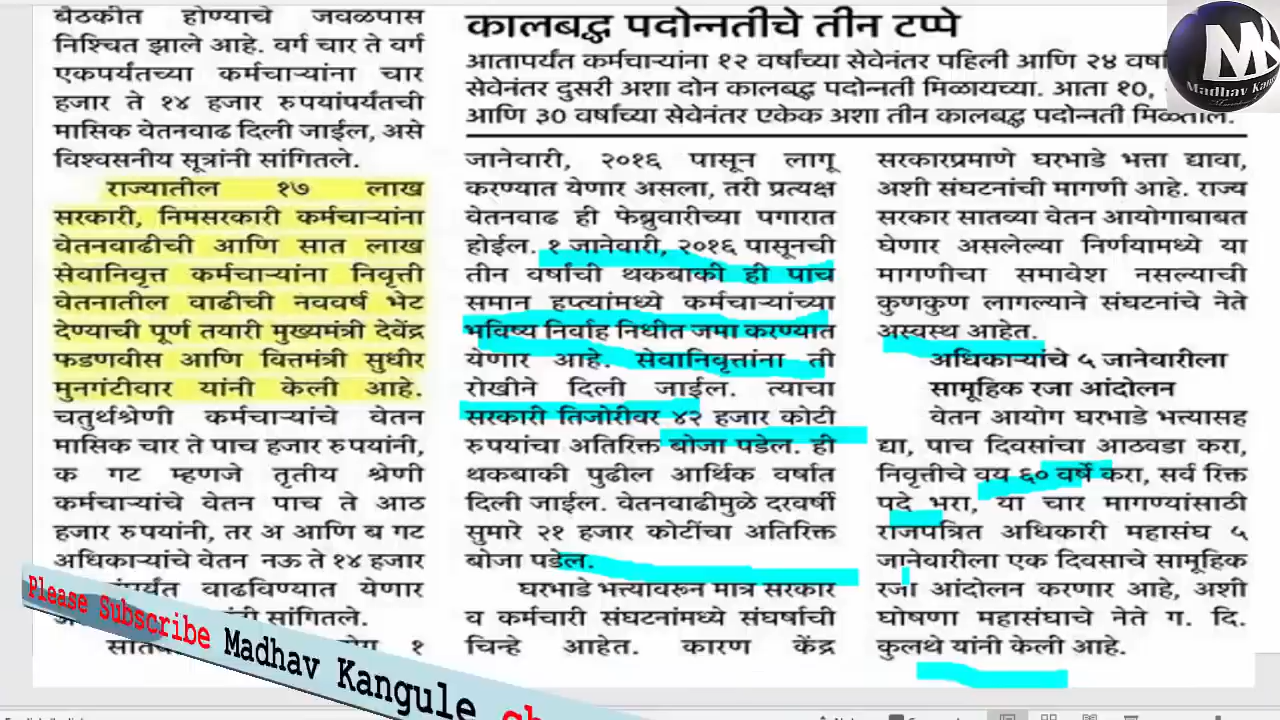 बैठकीत होण्याचे जवळपास
निश्चित झाले आहे. वर्ग चार ते वर्ग
एकपर्यंतच्या कर्मचाऱ्यांना चार
हजार ते १४ हजार रुपयांपर्यंतची
मासिक वेतनवाढ दिली जाईल, असे
विश्वसनीय सूत्रांनी सांगितले.
राज्यातील १७ लाख
सरकारी, निमसरकारी कर्मचाऱ्यांना
वेतनवाढीची आणि सात लाख
सेवानिवृत्त कर्मचाऱ्यांना निवृत्ती
वेतनातील वाढीची नववर्ष भेट
देण्याची पूर्ण तयारी मुख्यमंत्री देवेंद्र
फडणवीस आणि वित्तमंत्री सुधीर
मुनगंटीवार यांनी केली आहे.
चतुर्थश्रेणी कर्मचाऱ्यांचे वेतन
मासिक चार ते पाच हजार रुपयांनी,
क गट म्हणजे तृतीय श्रेणी
कर्मचाऱ्यांचे वेतन पाच ते आठ
हजार रुपयांनी, तर अ आणि ब गट
अधिकाऱ्यांचे वेतन नऊ ते १४ हजार
वाढविण्यात येणार
सांगितले.
१
कालबद्ध पदोन्नतीचे तीन टप्पे
आतापर्यंत कर्मचाऱ्यांना १२ वर्षांच्या सेवेनंतर पहिली आणि २४
सेवेनंतर दुसरी अशा दोन कालबद्ध पदोन्नती मिळायच्या. आता १०,
आणि ३० वर्षांच्या सेवेनंतर एकेक अशा तीन कालबद्ध पदोन्नती मिळतील.
जानेवारी, २०१६ पासून लागू
करण्यात येणार असला, तरी प्रत्यक्ष
वेतनवाढ ही फेब्रुवारीच्या पगारात
होईल. १ जानेवारी, २०१६ पासूनची
तीन वर्षांची थकबाकी ही पाच
समान हप्त्यांमध्ये कर्मचाऱ्यांच्या
भविष्य निर्वाह निधीत जमा करण्यात
येणार आहे. सेवानिवृत्तांना ती
रोखीने दिली जाईल. त्याचा
सरकारी तिजोरीवर ४२ हजार कोटी
रुपयांचा अतिरिक्त बोजा पडेल. ही
थकबाकी पुढील आर्थिक वर्षात
दिली जाईल. वेतनवाढीमुळे दरवर्षी
सुमारे २१ हजार कोटींचा अतिरिक्त
बोजा पडेल.
घरभाडे भत्त्यावरून मात्र सरकार
व कर्मचारी संघटनांमध्ये संघर्षाची
चिन्हे आहेत. कारण केंद्र
सरकारप्रमाणे घरभाडे भत्ता द्यावा,
अशी संघटनांची मागणी आहे. राज्य
सरकार सातव्या वेतन आयोगाबाबत
घेणार असलेल्या निर्णयामध्ये या
मागणीचा समावेश नसल्याची
कुणकुण लागल्याने संघटनांचे नेते
अस्वस्थ आहेत.
अधिकाऱ्यांचे ५ जानेवारीला
सामूहिक रजा आंदोलन
वेतन आयोग घरभाडे भत्त्यासह
द्या, पाच दिवसांचा आठवडा करा,
निवृत्तीचे वय ६० वर्षे करा, सर्व रिक्त
पदे भरा, या चार मागण्यांसाठी
राजपत्रित अधिकारी महासंघ ५
जानेवारीला एक दिवसाचे सामूहिक
रजा आंदोलन करणार आहे, अशी
घोषणा महासंघाचे नेते ग. दि.
कुलथे यांनी केली आहे.
MK
Madhav
Please Subscribe Madhav Kangule